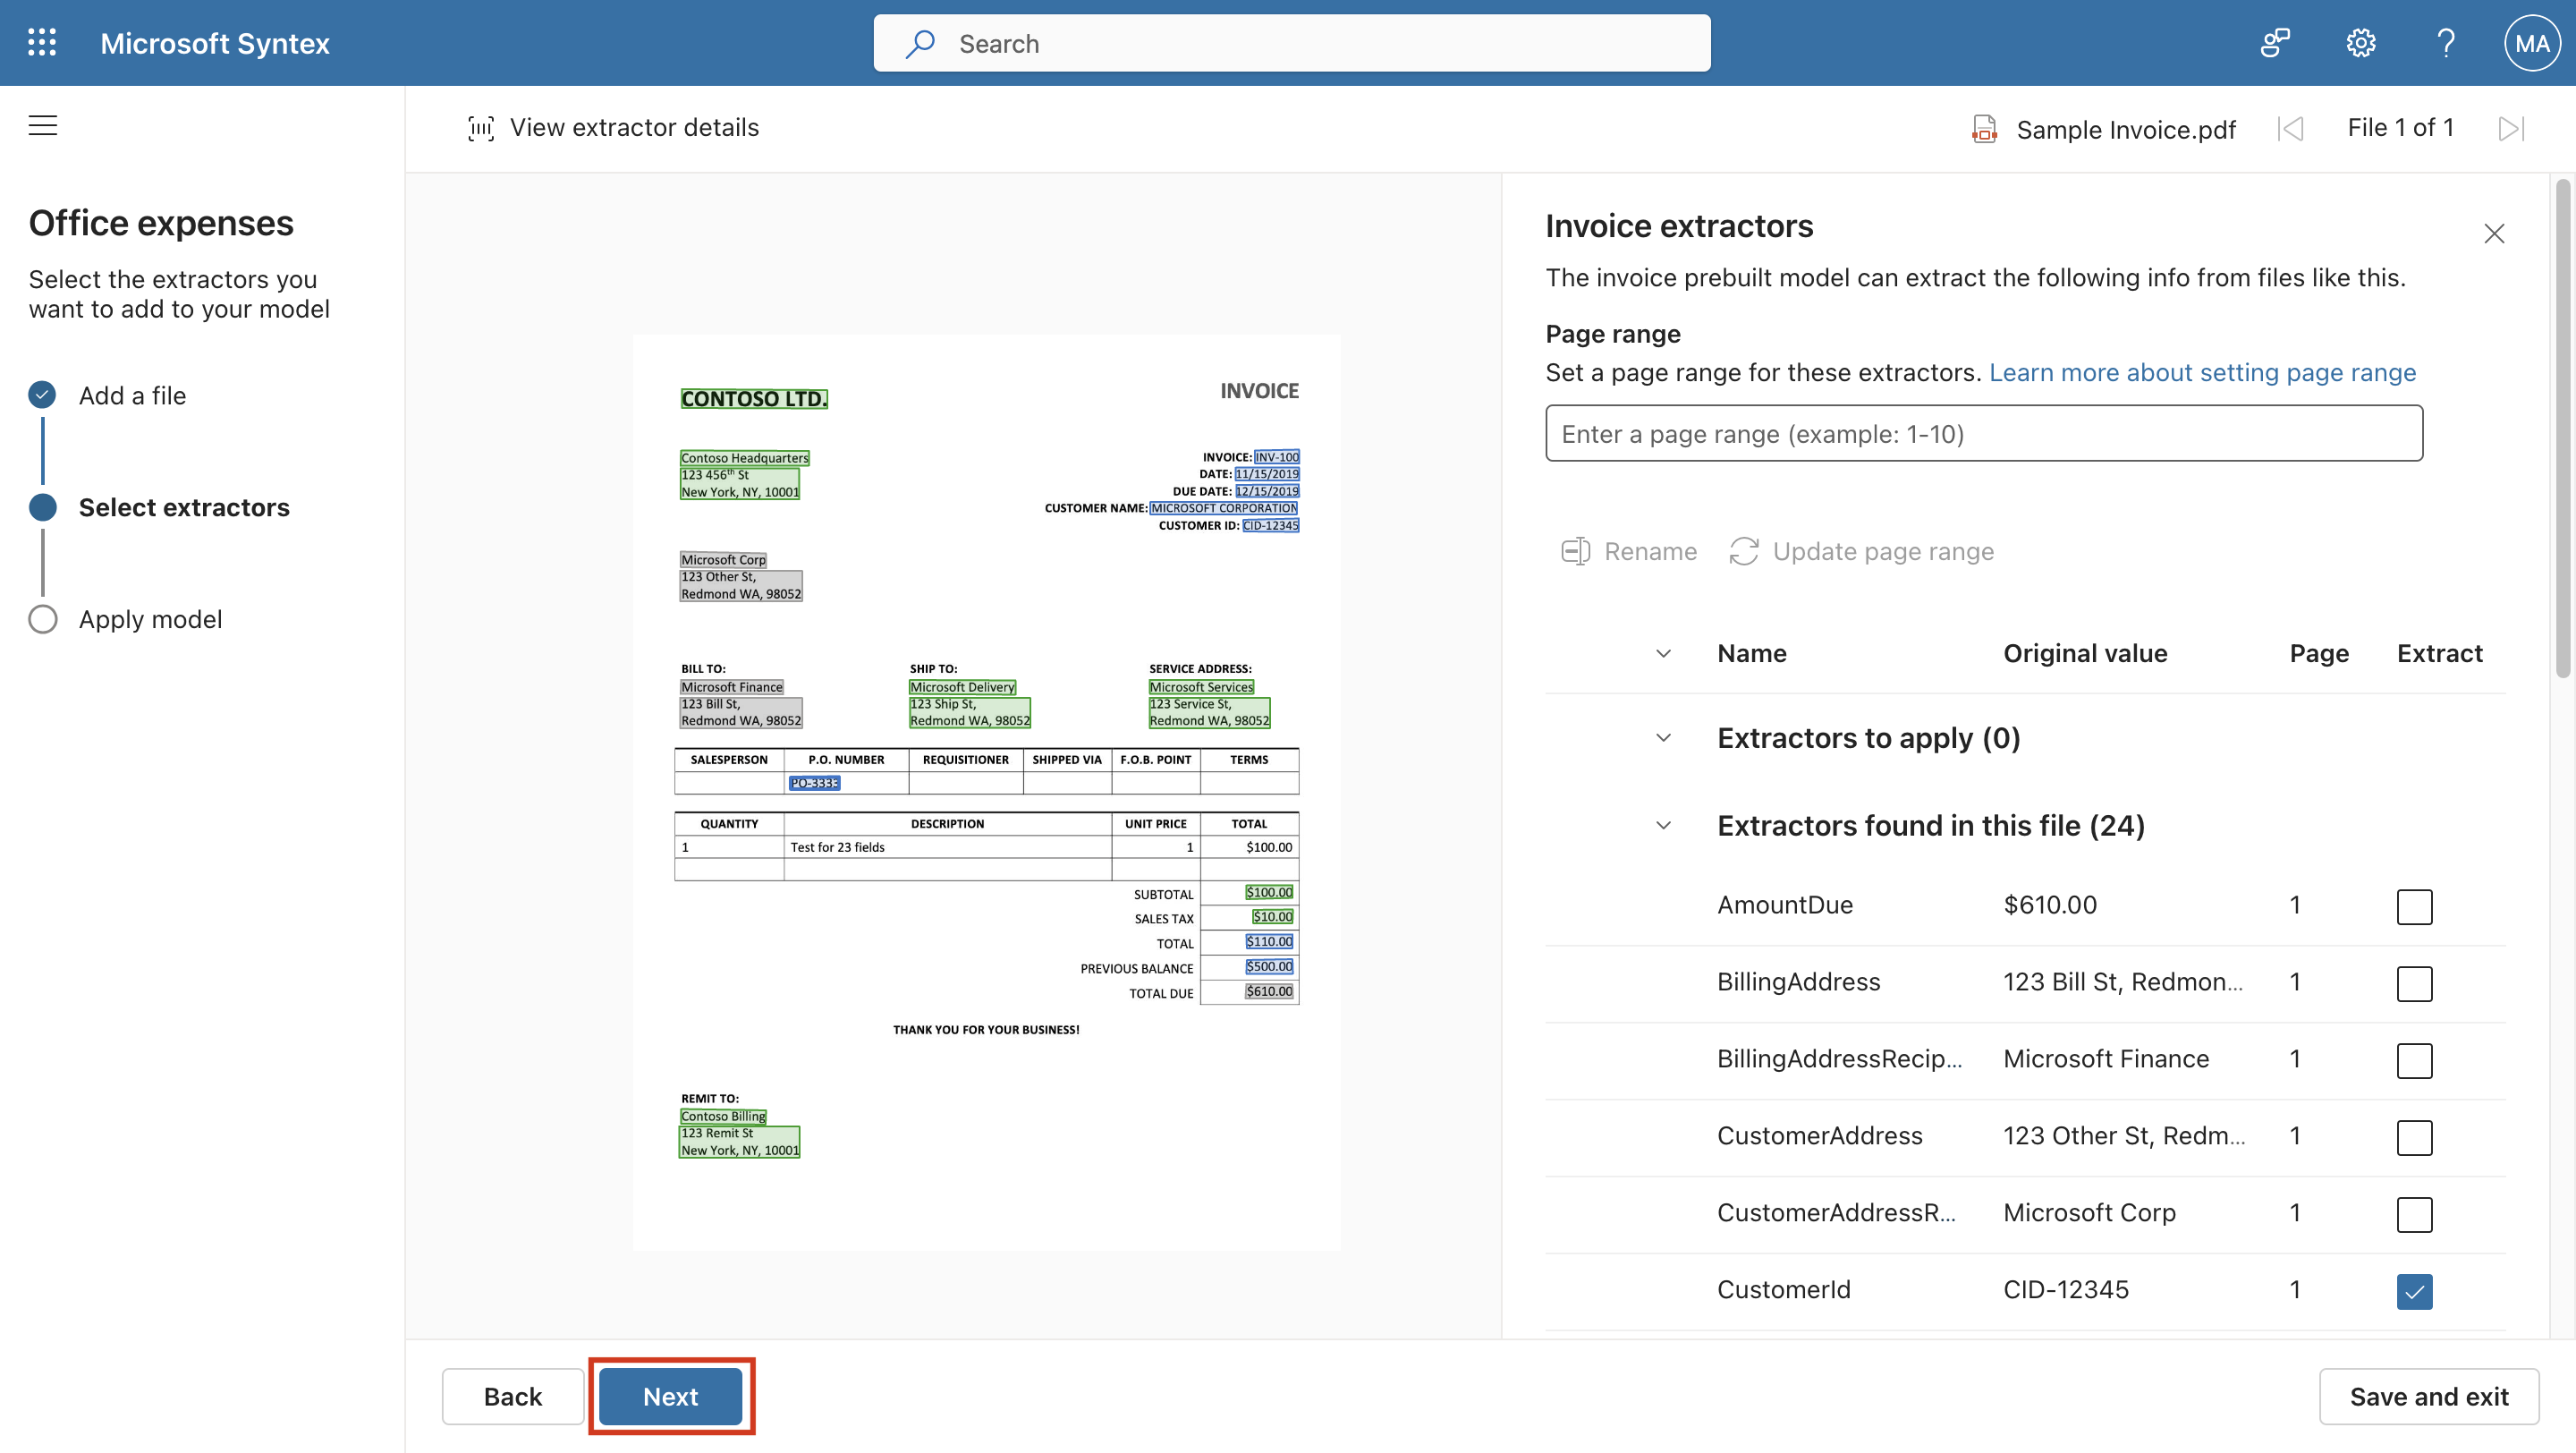 Microsoft Syntex
Search
MA
View extractor details
Sample Invoice.pdf
File 1 of 1
Office expenses
Select the extractors you
want to add to your model
Add a file
Select extractors
Apply model
CONTOSO LTD.
INVOICE
Contoso Headquarters
123 456th St
New York, NY, 10001
INVOICE: INV-100
DATE: 11/15/2019
DUE DATE: 12/15/2019
CUSTOMER NAME: MICROSOFT CORPORATION
CUSTOMER ID: CID-12345
Microsoft Corp
123 Other St,
Redmond WA, 98052
BILL TO:
Microsoft Finance
123 Bill St,
Redmond WA, 98052
SHIP TO:
Microsoft Delivery
123 Ship St,
Redmond WA, 98052
SERVICE ADDRESS:
Microsoft Services
123 Service St,
Redmond WA, 98052
SALESPERSON P.O. NUMBER REQUISITIONER SHIPPED VIA F.O.B. POINT TERMS
PO-3333
QUANTITY DESCRIPTION UNIT PRICE TOTAL
1 Test for 23 fields 1 $100.00
SUBTOTAL $100.00
SALES TAX $10.00
TOTAL $110.00
PREVIOUS BALANCE $500.00
TOTAL DUE $610.00
THANK YOU FOR YOUR BUSINESS!
REMIT TO:
Contoso Billing
123 Remit St
New York, NY, 10001
Invoice extractors
The invoice prebuilt model can extract the following info from files like this.
Page range
Set a page range for these extractors. Learn more about setting page range
Enter a page range (example: 1-10)
Rename Update page range
Name Original value Page Extract
Extractors to apply (0)
Extractors found in this file (24)
AmountDue $610.00 1
BillingAddress 123 Bill St, Redmon... 1
BillingAddressRecip... Microsoft Finance 1
CustomerAddress 123 Other St, Redm... 1
CustomerAddressR... Microsoft Corp 1
CustomerId CID-12345 1
Back
Next
Save and exit